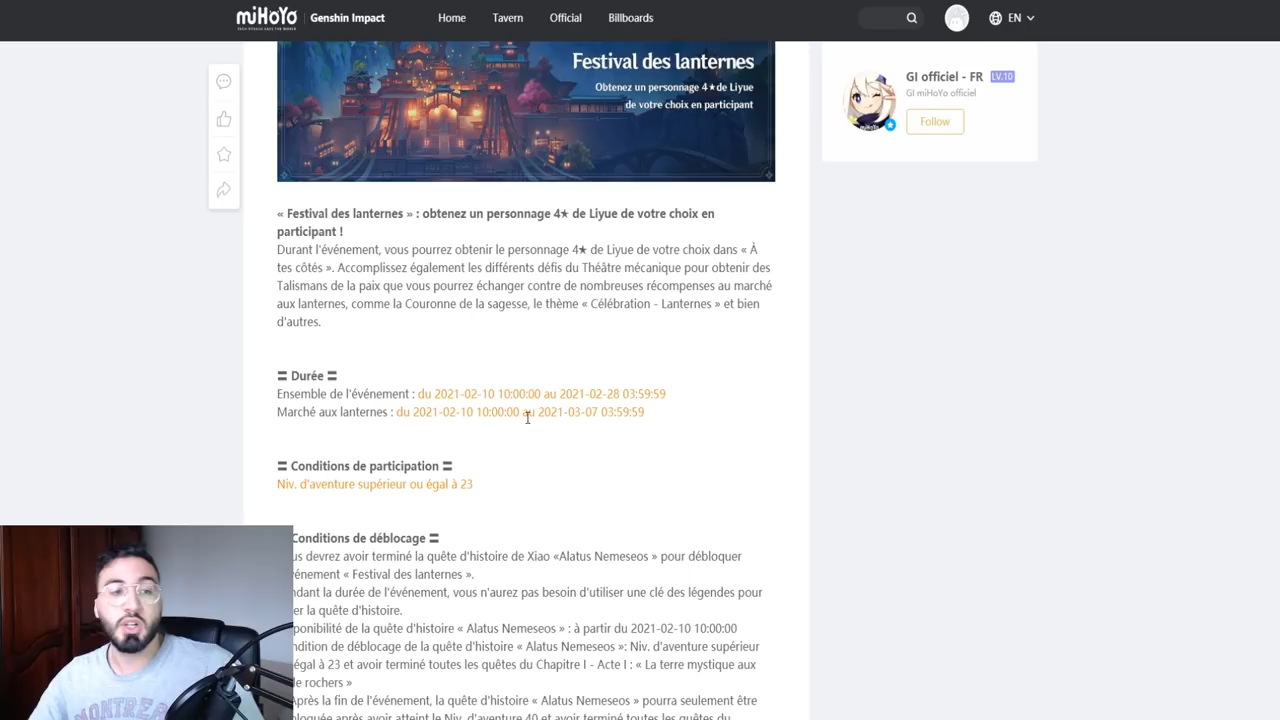 miHoYo
TECH OTAKUS SAVE THE WORLD
Genshin Impact
Home
Tavern
Official
Billboards
EN
Festival des lanternes
Obtenez un personnage 4★ de Liyue
de votre choix en participant
GI officiel - FR LV.10
GI miHoYo officiel
Follow
miHoYo
« Festival des lanternes » : obtenez un personnage 4★ de Liyue de votre choix en
participant !
Durant l'événement, vous pourrez obtenir le personnage 4★ de Liyue de votre choix dans « À
tes côtés ». Accomplissez également les différents défis du Théâtre mécanique pour obtenir des
Talismans de la paix que vous pourrez échanger contre de nombreuses récompenses au marché
aux lanternes, comme la Couronne de la sagesse, le thème « Célébration - Lanternes » et bien
d'autres.
〓 Durée 〓
Ensemble de l'événement : du 2021-02-10 10:00:00 au 2021-02-28 03:59:59
Marché aux lanternes : du 2021-02-10 10:00:00 au 2021-03-07 03:59:59
〓 Conditions de participation 〓
Niv. d'aventure supérieur ou égal à 23
Conditions de déblocage 〓
us devrez avoir terminé la quête d'histoire de Xiao «Alatus Nemeseos » pour débloquer
énement « Festival des lanternes ».
ndant la durée de l'événement, vous n'aurez pas besoin d'utiliser une clé des légendes pour
er la quête d'histoire.
ponibilité de la quête d'histoire « Alatus Nemeseos » : à partir du 2021-02-10 10:00:00
ndition de déblocage de la quête d'histoire « Alatus Nemeseos »: Niv. d'aventure supérieur
égal à 23 et avoir terminé toutes les quêtes du Chapitre I - Acte I : « La terre mystique aux
le rochers »
Après la fin de l'événement, la quête d'histoire « Alatus Nemeseos » pourra seulement être
bloquée après avoir atteint le Niv. d'aventure 40 et avoir terminé toutes les quêtes du
MONTREAL